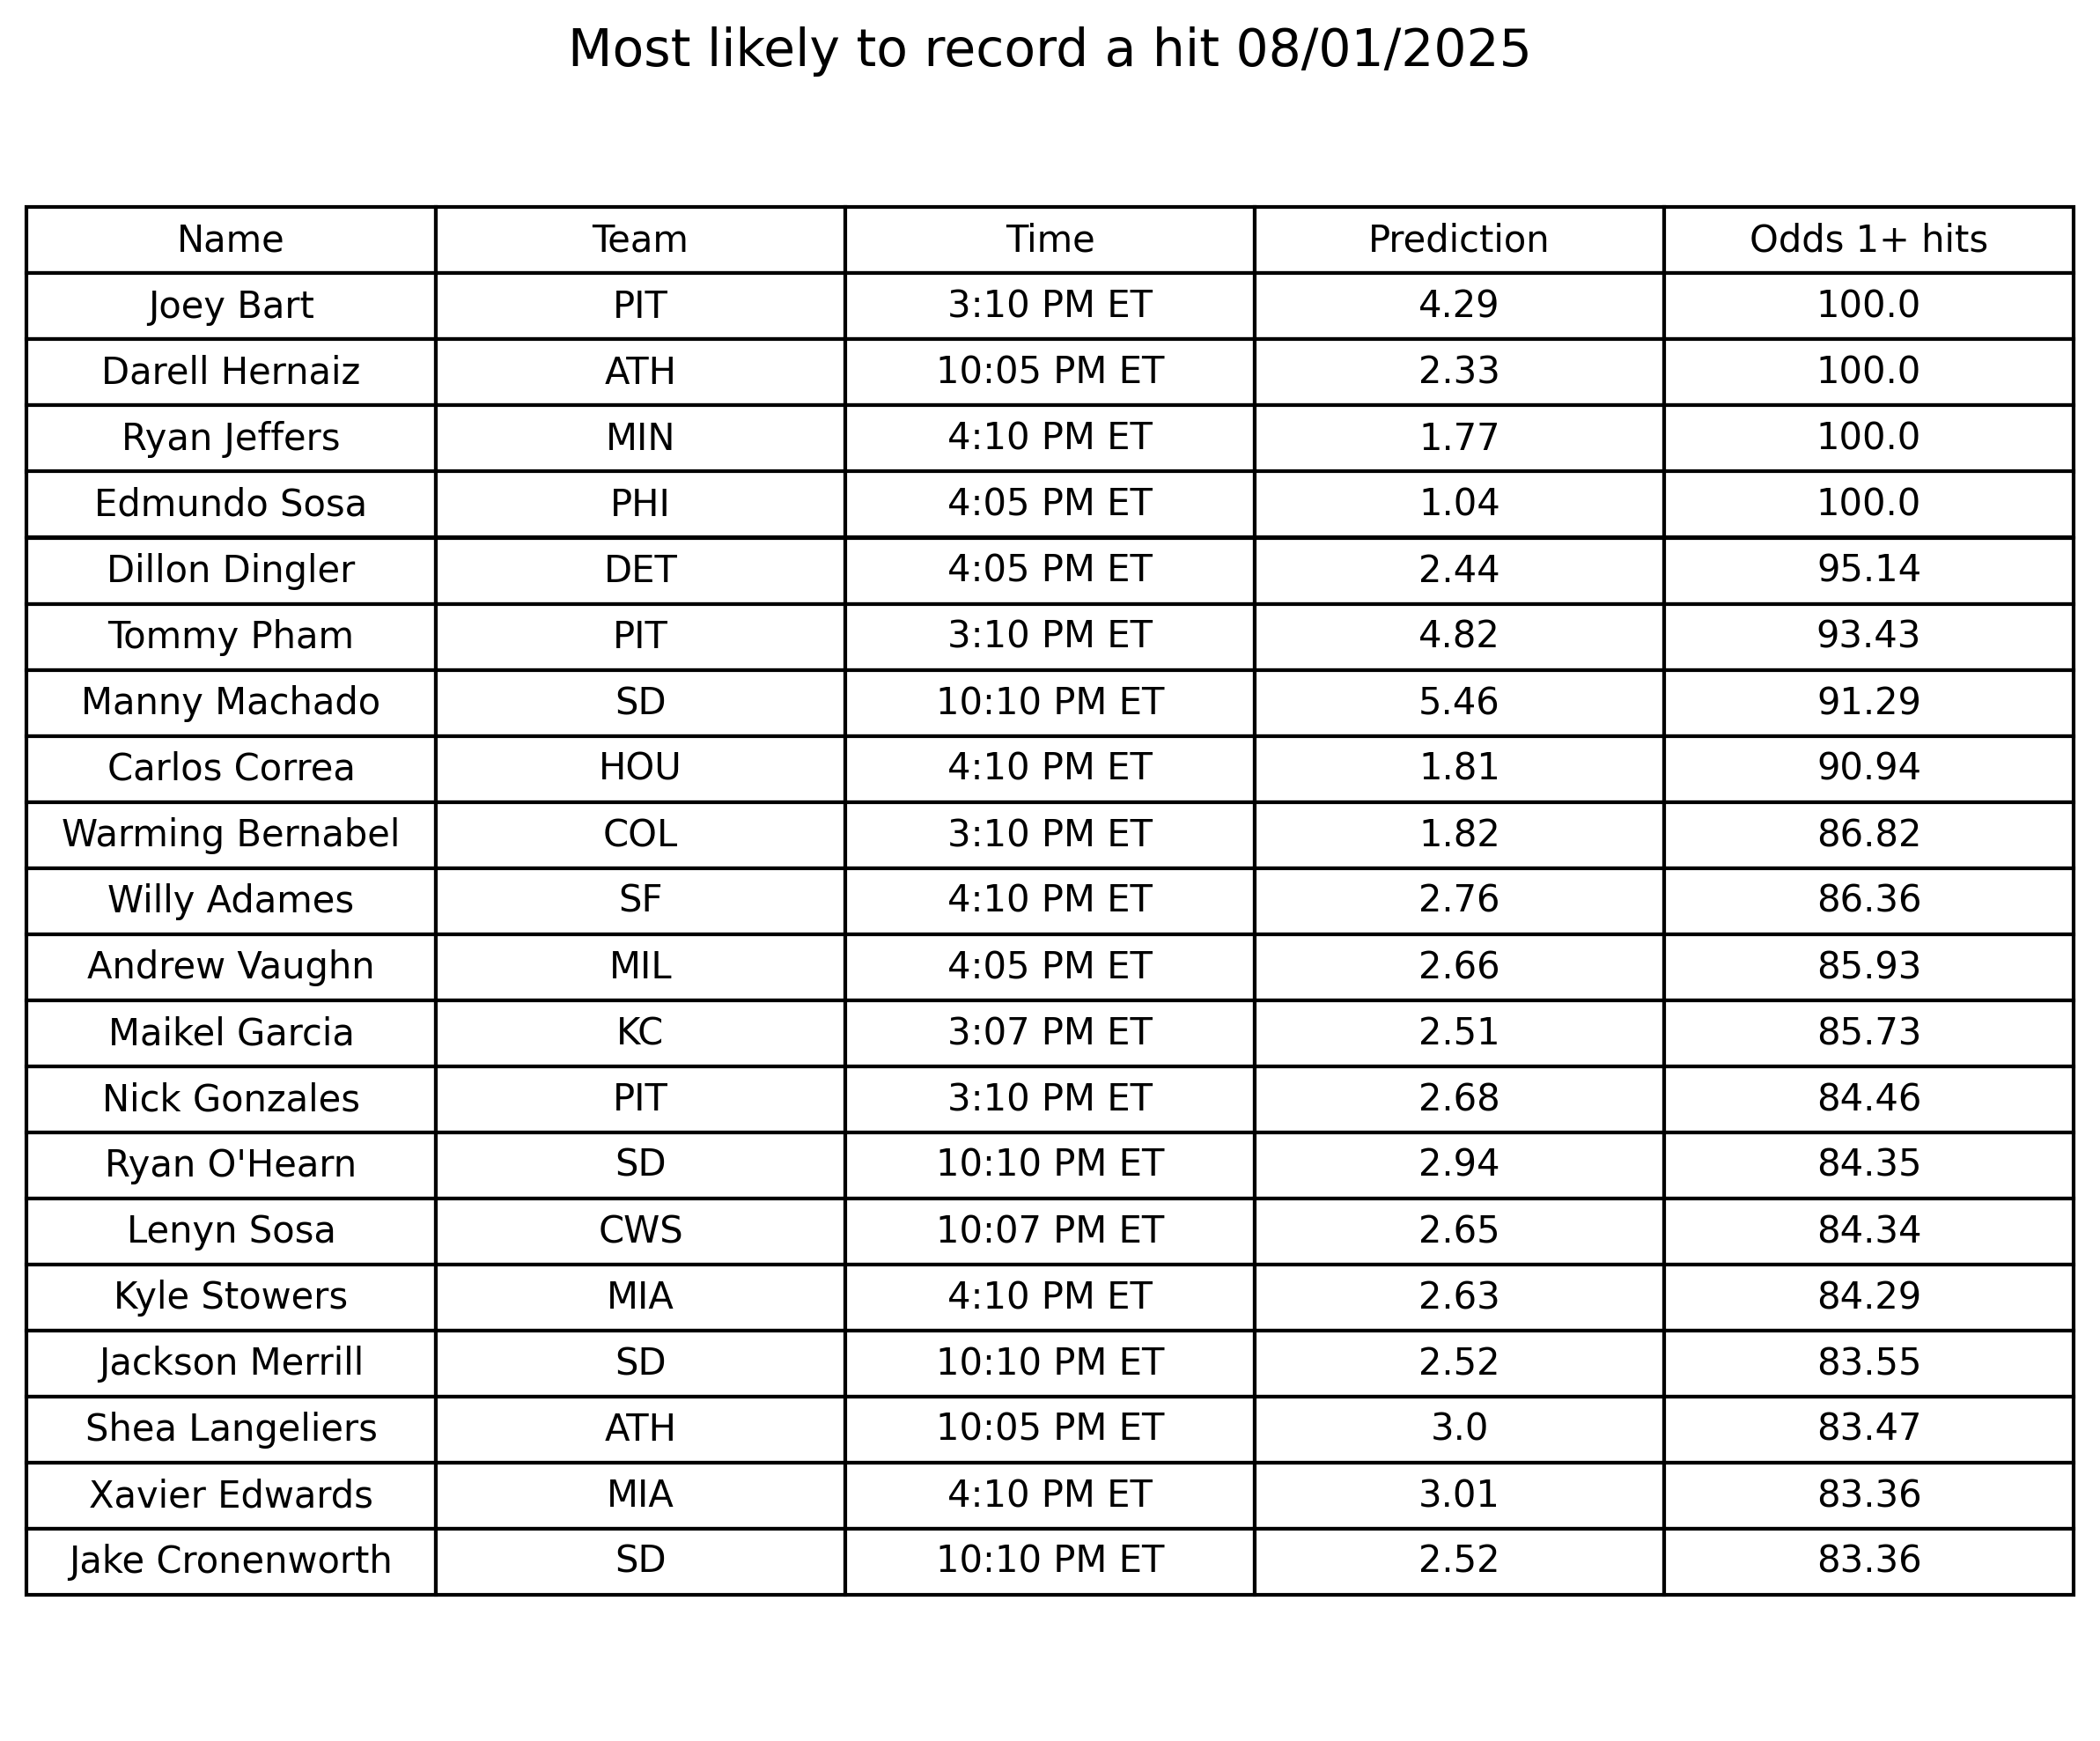 Most likely to record a hit 08/01/2025
Name Team Time Prediction Odds 1+ hits
Joey Bart PIT 3:10 PM ET 4.29 100.0
Darell Hernaiz ATH 10:05 PM ET 2.33 100.0
Ryan Jeffers MIN 4:10 PM ET 1.77 100.0
Edmundo Sosa PHI 4:05 PM ET 1.04 100.0
Dillon Dingler DET 4:05 PM ET 2.44 95.14
Tommy Pham PIT 3:10 PM ET 4.82 93.43
Manny Machado SD 10:10 PM ET 5.46 91.29
Carlos Correa HOU 4:10 PM ET 1.81 90.94
Warming Bernabel COL 3:10 PM ET 1.82 86.82
Willy Adames SF 4:10 PM ET 2.76 86.36
Andrew Vaughn MIL 4:05 PM ET 2.66 85.93
Maikel Garcia KC 3:07 PM ET 2.51 85.73
Nick Gonzales PIT 3:10 PM ET 2.68 84.46
Ryan O'Hearn SD 10:10 PM ET 2.94 84.35
Lenyn Sosa CWS 10:07 PM ET 2.65 84.34
Kyle Stowers MIA 4:10 PM ET 2.63 84.29
Jackson Merrill SD 10:10 PM ET 2.52 83.55
Shea Langeliers ATH 10:05 PM ET 3.0 83.47
Xavier Edwards MIA 4:10 PM ET 3.01 83.36
Jake Cronenworth SD 10:10 PM ET 2.52 83.36